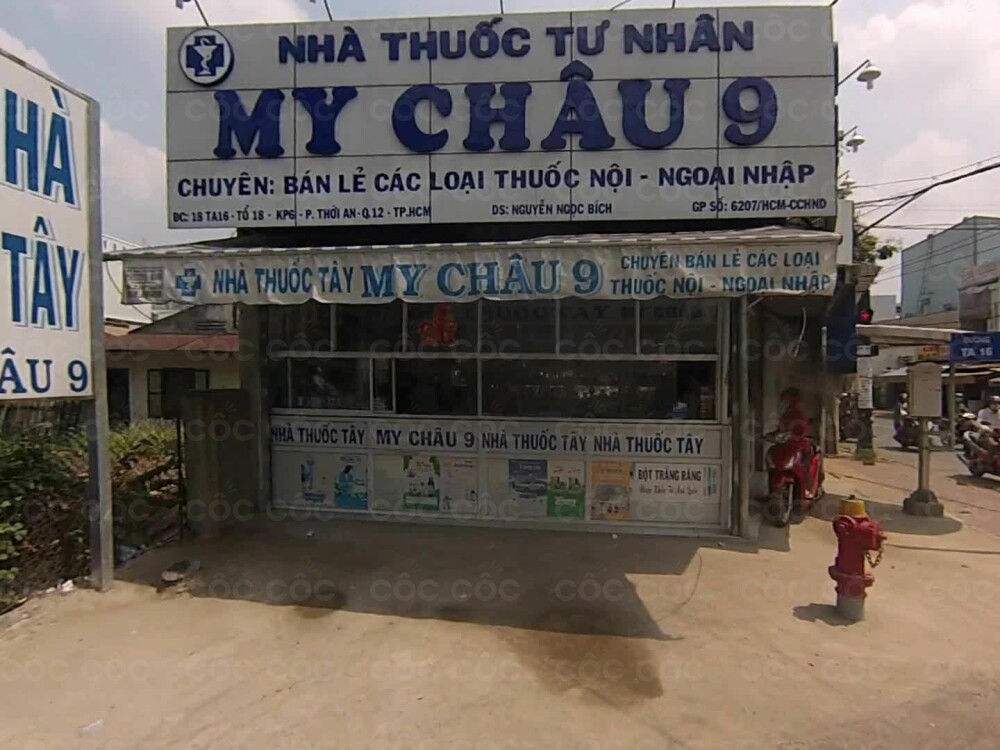 NHÀ THUỐC TƯ NHÂN
MY CHÂU 9
CHUYÊN: BÁN LẺ CÁC LOẠI THUỐC NỘI - NGOẠI NHẬP
ĐC: 18 TA16 - TỔ 18 - KP6 - P. THỚI AN - Q.12 - TP.HCM
DS: NGUYỄN NGỌC BÍCH
GP SỐ: 6207/HCM-CCHND
HÀ
TÂY
ÂU 9
NHÀ THUỐC TÂY MY CHÂU 9
CHUYÊN BÁN LẺ CÁC LOẠI
THUỐC NỘI - NGOẠI NHẬP
ĐƯỜNG
TA 16
NHÀ THUỐC TÂY MY CHÂU 9 NHÀ THUỐC TÂY NHÀ THUỐC TÂY
BỘT TRẮNG RĂNG
CỐC CỐC